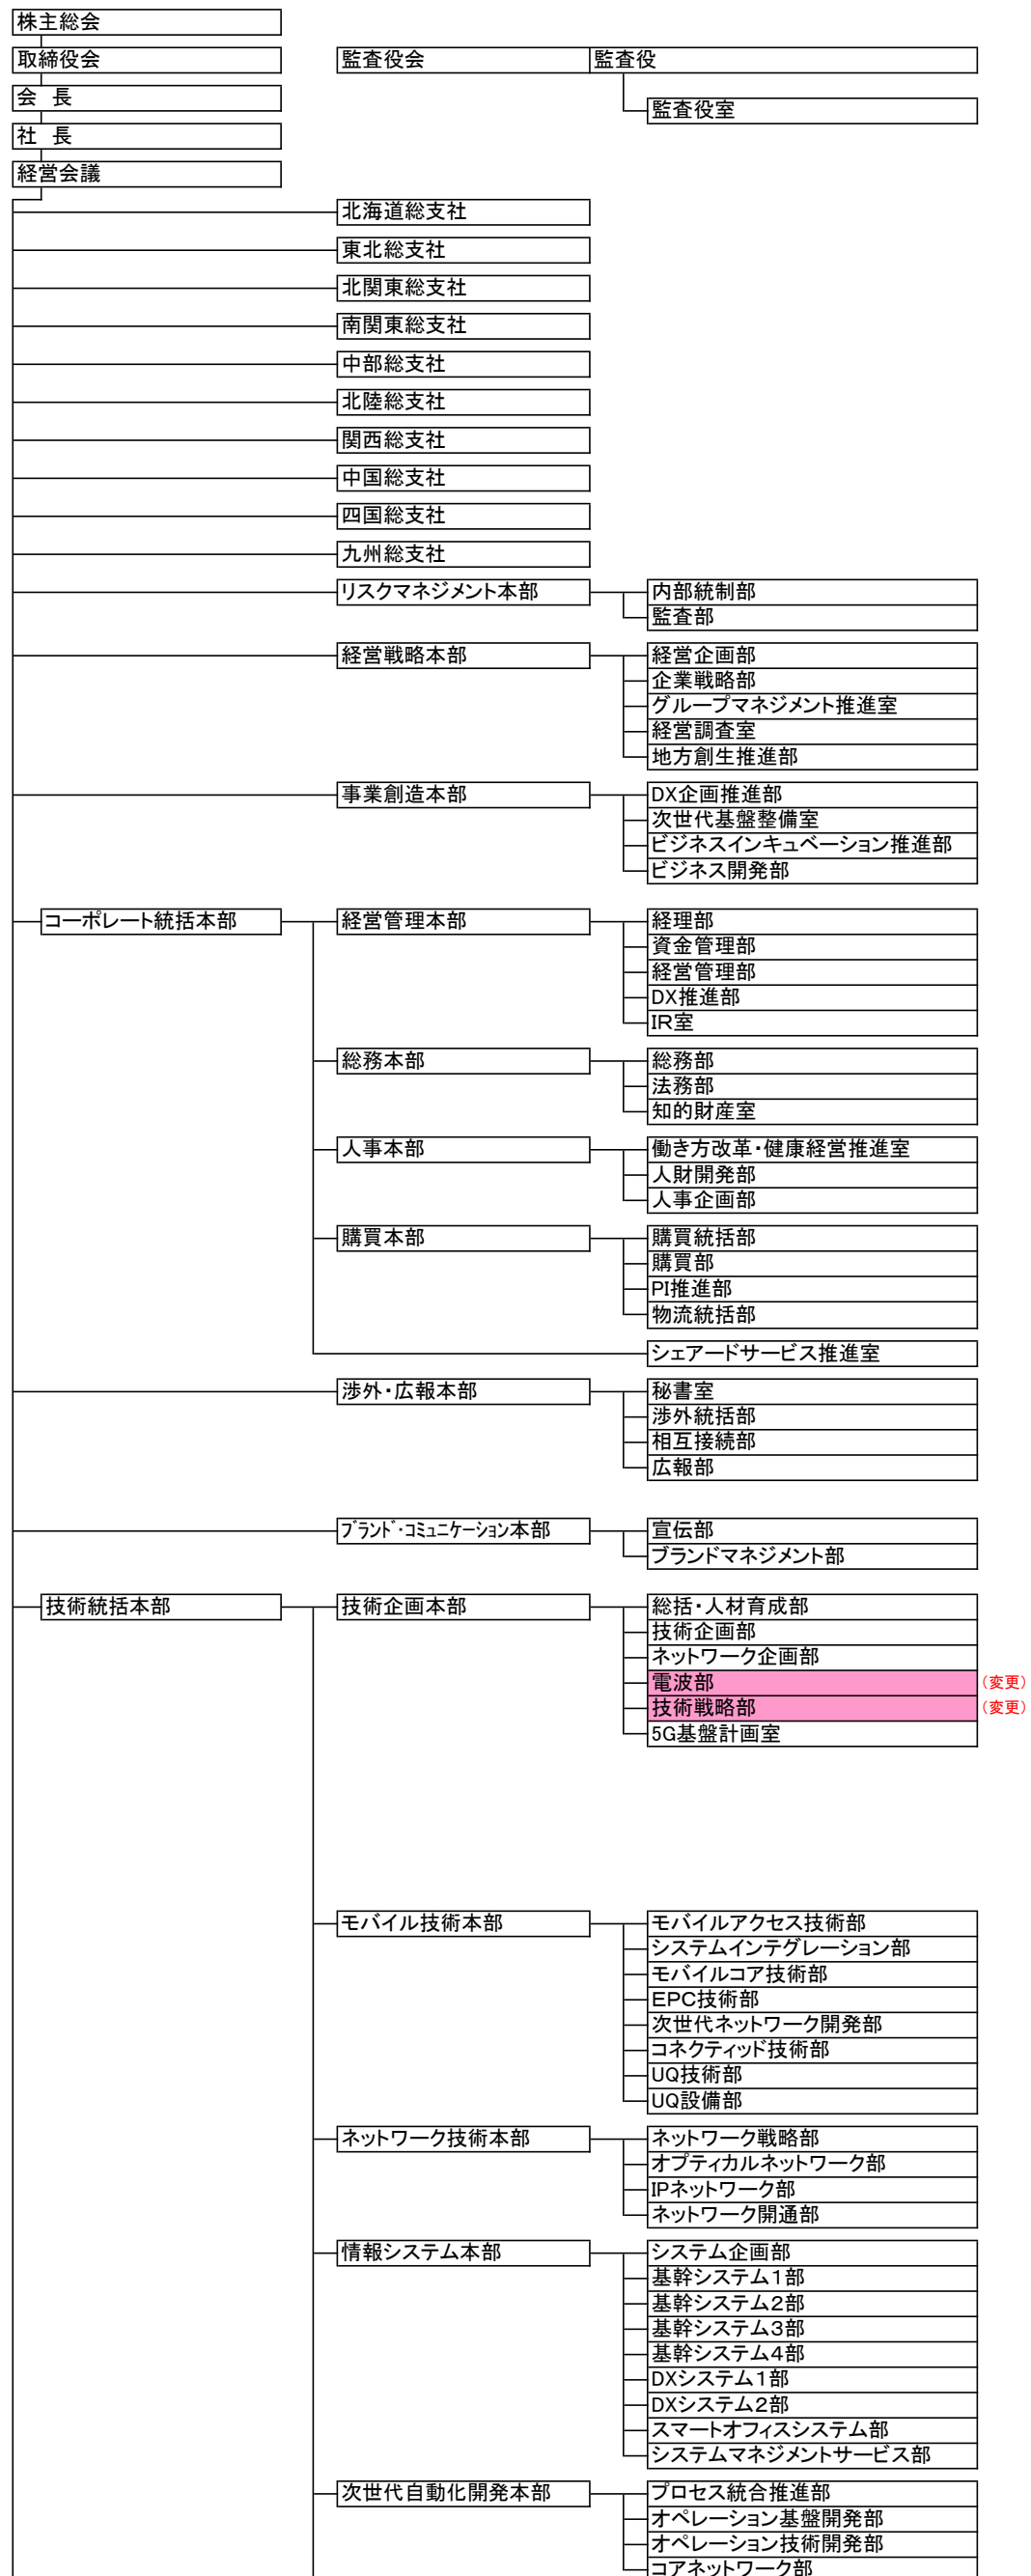 株主総会
取締役会
監査役会
監査役
会　長
監査役室
社　長
経営会議
北海道総支社
東北総支社
北関東総支社
南関東総支社
中部総支社
北陸総支社
関西総支社
中国総支社
四国総支社
九州総支社
リスクマネジメント本部
内部統制部
監査部
経営戦略本部
経営企画部
企業戦略部
グループマネジメント推進室
経営調査室
地方創生推進部
事業創造本部
DX企画推進部
次世代基盤整備室
ビジネスインキュベーション推進部
ビジネス開発部
コーポレート統括本部
経営管理本部
経理部
資金管理部
経営管理部
DX推進部
IR室
総務本部
総務部
法務部
知的財産室
人事本部
働き方改革・健康経営推進室
人財開発部
人事企画部
購買本部
購買統括部
購買部
PI推進部
物流統括部
シェアードサービス推進室
渉外・広報本部
秘書室
渉外統括部
相互接続部
広報部
ﾌﾞﾗﾝﾄﾞ･ｺﾐｭﾆｹｰｼｮﾝ本部
宣伝部
ブランドマネジメント部
技術統括本部
技術企画本部
総括・人材育成部
技術企画部
ネットワーク企画部
電波部
（変更）
技術戦略部
（変更）
5G基盤計画室
モバイル技術本部
モバイルアクセス技術部
システムインテグレーション部
モバイルコア技術部
EPC技術部
次世代ネットワーク開発部
コネクティッド技術部
UQ技術部
UQ設備部
ネットワーク技術本部
ネットワーク戦略部
オプティカルネットワーク部
IPネットワーク部
ネットワーク開通部
情報システム本部
システム企画部
基幹システム１部
基幹システム２部
基幹システム３部
基幹システム４部
DXシステム１部
DXシステム２部
スマートオフィスシステム部
システムマネジメントサービス部
次世代自動化開発本部
プロセス統合推進部
オペレーション基盤開発部
オペレーション技術開発部
コアネットワーク部